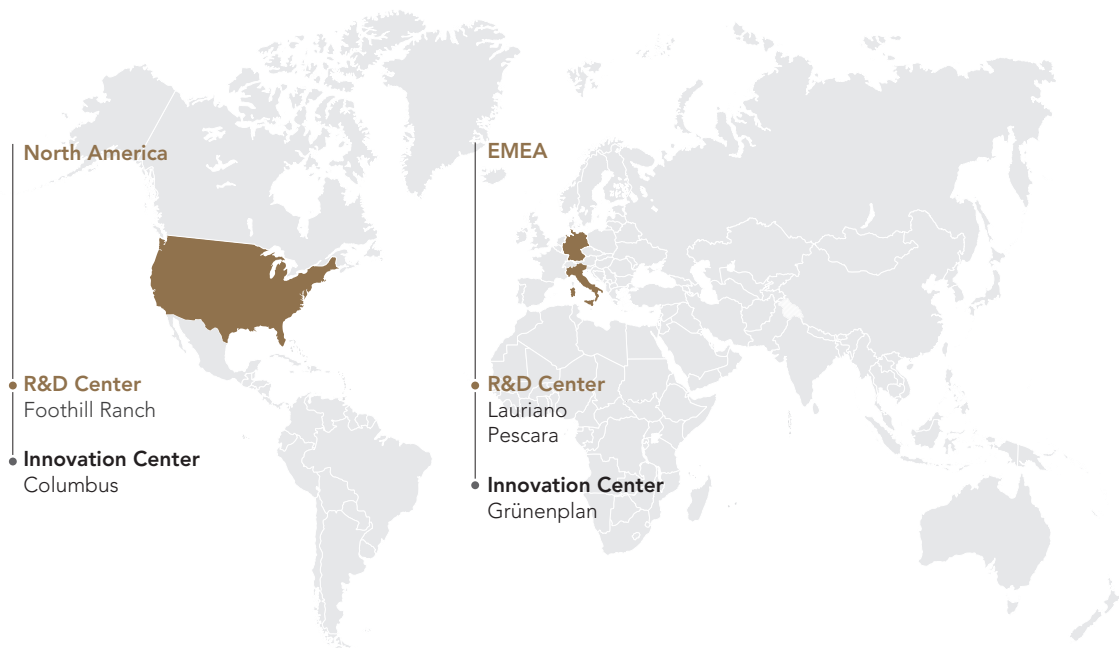 North America
R&D Center
Foothill Ranch
Innovation Center
Columbus
EMEA
R&D Center
Lauriano
Pescara
Innovation Center
Grünenplan